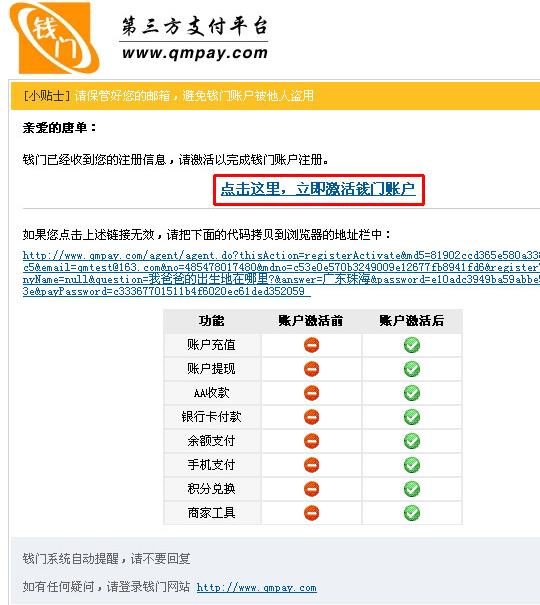 钱门
第三方支付平台
www.qmpay.com
[小贴士] 请保管好您的邮箱，避免钱门账户被他人盗用
亲爱的唐单：
钱门已经收到您的注册信息，请激活以完成钱门账户注册。
点击这里，立即激活钱门账户
如果您点击上述链接无效，请把下面的代码拷贝到浏览器的地址栏中：
http://www.qmpay.com/agent/agent.do?thisAction=registerActivate&md5=81902ccd365e580a338
c5&email=qmtest@163.com&no=485478017480&mdno=c53e0e570b3249009e12677fb8941fd6&register
nyName=null&question=我爸爸的出生地在哪里?&answer=广东珠海&password=e10adc3949ba59abbe5
3e&payPassword=c33367701511b4f6020ec61ded352059
功能 账户激活前 账户激活后
账户充值
账户提现
AA收款
银行卡付款
余额支付
手机支付
积分兑换
商家工具
钱门系统自动提醒，请不要回复
如有任何疑问，请登录钱门网站 http://www.qmpay.com